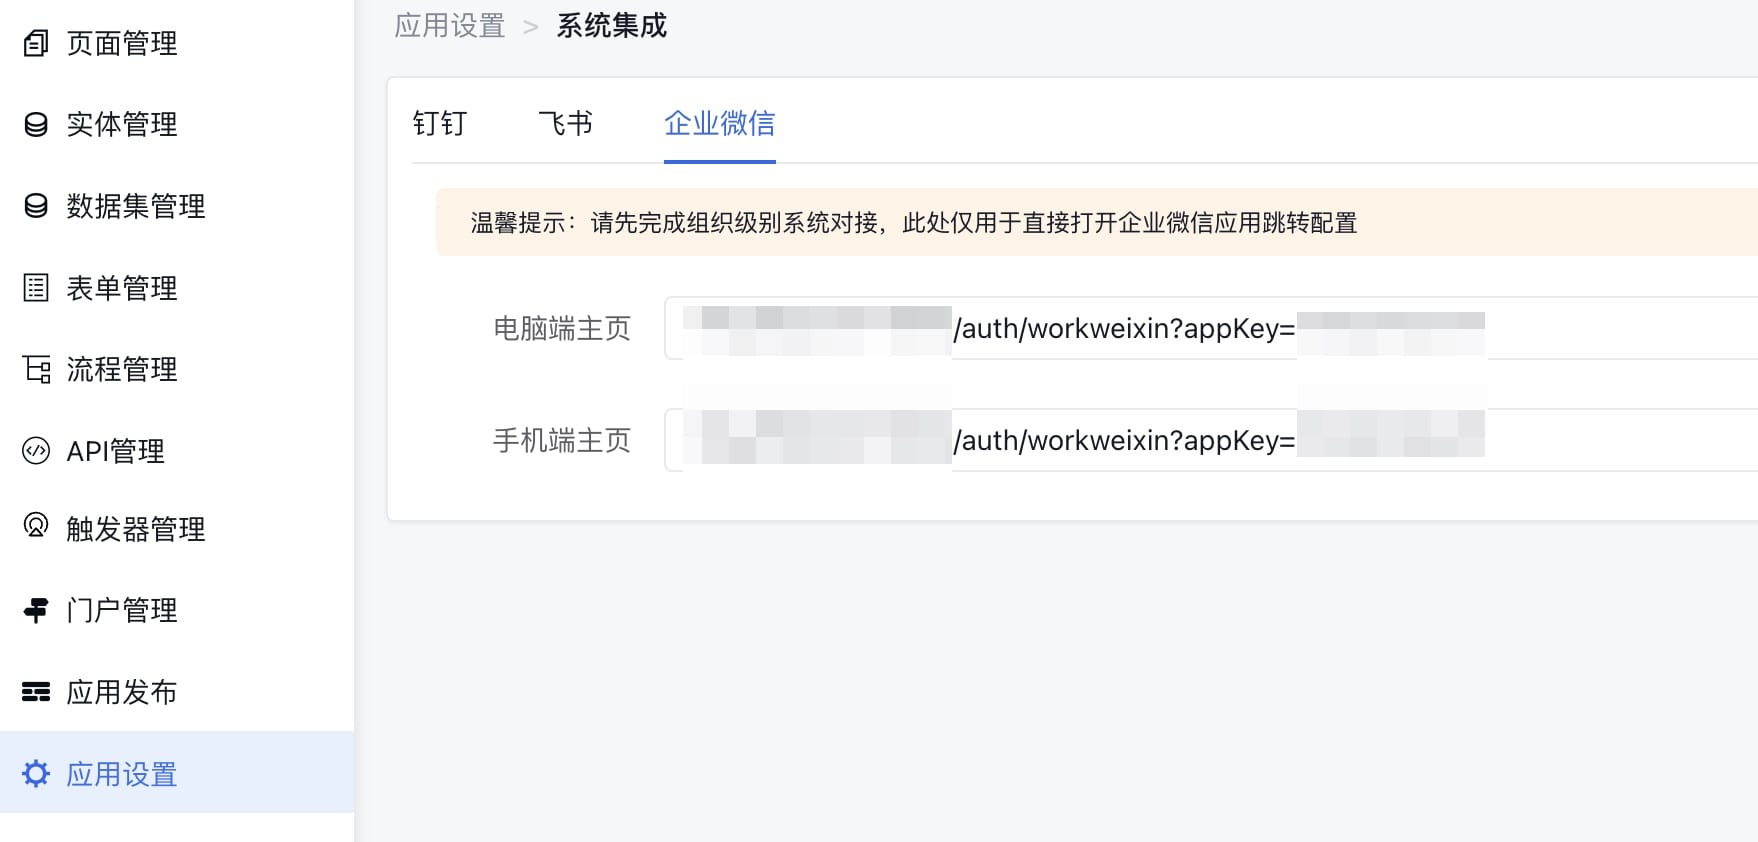 页面管理
实体管理
数据集管理
表单管理
流程管理
API管理
触发器管理
门户管理
应用发布
应用设置
应用设置 > 系统集成
钉钉 飞书 企业微信
温馨提示：请先完成组织级别系统对接，此处仅用于直接打开企业微信应用跳转配置
电脑端主页 /auth/workweixin?appKey=
手机端主页 /auth/workweixin?appKey=